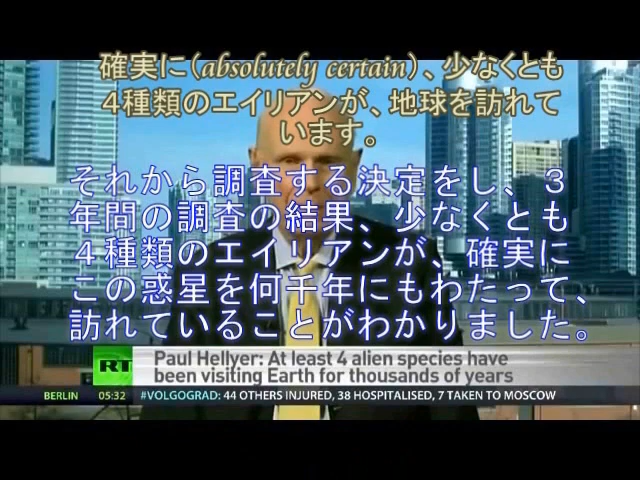 確実に（absolutely certain）、少なくとも
４種類のエイリアンが、地球を訪れて
います。
それから調査する決定をし、３
年間の調査の結果、少なくとも
４種類のエイリアンが、確実に
この惑星を何千年にもわたって、
訪れていることがわかりました。
RT
Paul Hellyer: At least 4 alien species have
been visiting Earth for thousands of years
BERLIN 05:32 #VOLGOGRAD: 44 OTHERS INJURED, 38 HOSPITALISED, 7 TAKEN TO MOSCOW